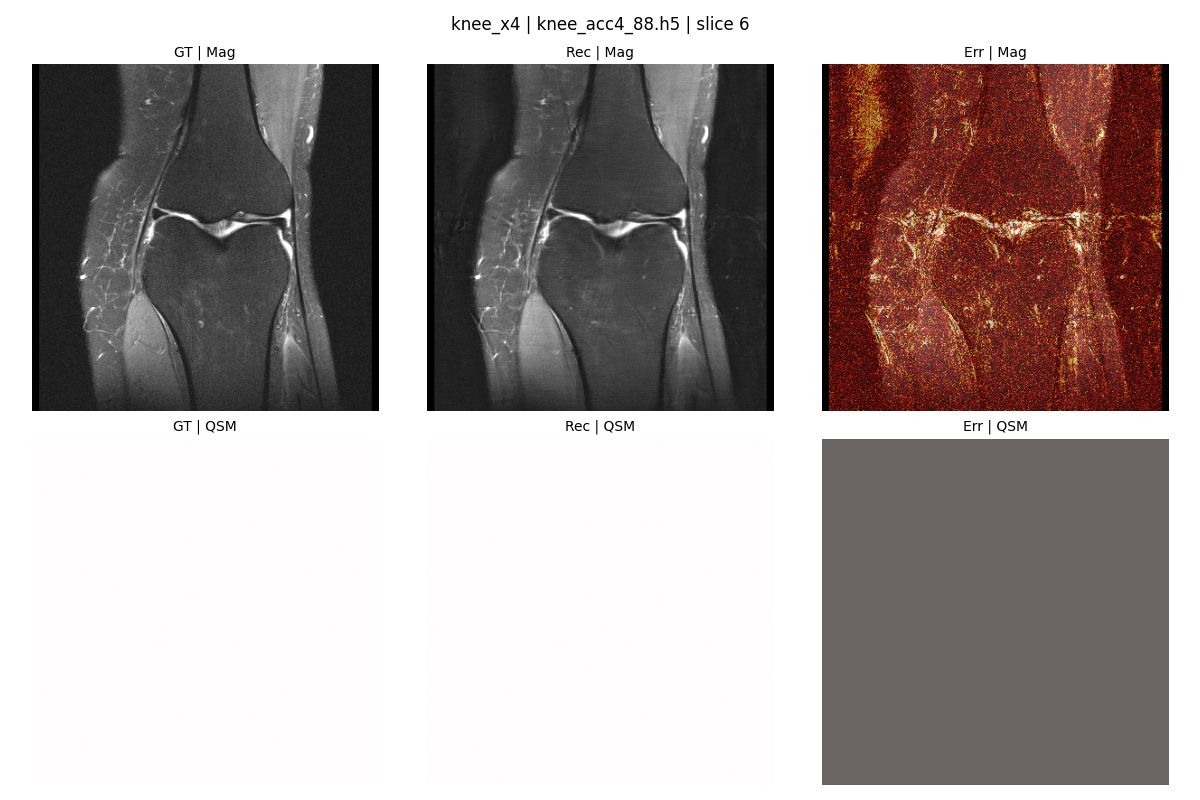 knee_x4 | knee_acc4_88.h5 | slice 6
GT | Mag
Rec | Mag
Err | Mag
GT | QSM
Rec | QSM
Err | QSM